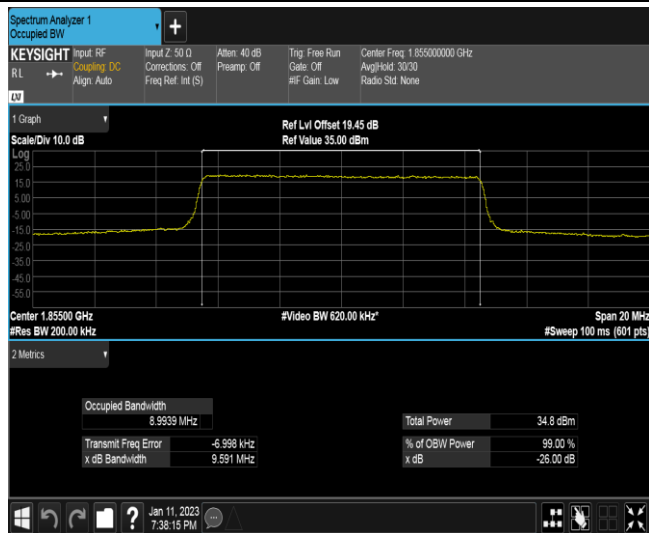 Spectrum Analyzer 1
Occupied BW
+
KEYSIGHT
RL
LXI
Input: RF
Coupling: DC
Align: Auto
Input Z: 50 Ω
Corrections: Off
Freq Ref: Int (S)
Atten: 40 dB
Preamp: Off
Trig: Free Run
Gate: Off
#IF Gain: Low
Center Freq: 1.855000000 GHz
Avg|Hold: 30/30
Radio Std: None
1 Graph
Scale/Div 10.0 dB
Ref Lvl Offset 19.45 dB
Ref Value 35.00 dBm
Log
25.0
15.0
5.00
-5.00
-15.0
-25.0
-35.0
-45.0
-55.0
Center 1.85500 GHz
#Res BW 200.00 kHz
#Video BW 620.00 kHz*
Span 20 MHz
#Sweep 100 ms (601 pts)
2 Metrics
Occupied Bandwidth
8.9939 MHz
Transmit Freq Error -6.998 kHz
x dB Bandwidth 9.591 MHz
Total Power 34.8 dBm
% of OBW Power 99.00 %
x dB -26.00 dB
?
Jan 11, 2023
7:38:15 PM